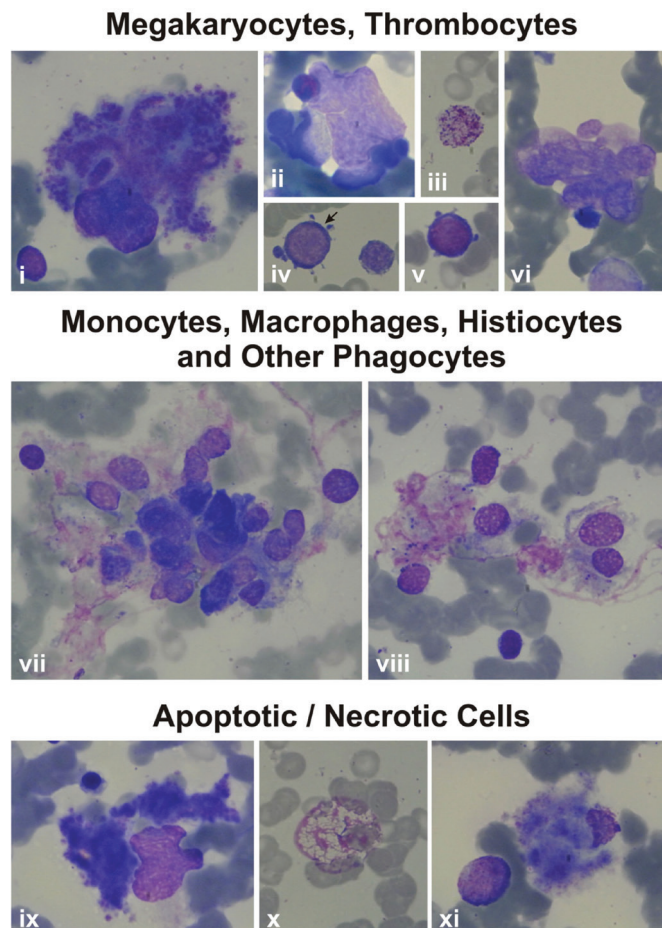 Megakaryocytes, Thrombocytes
i
ii
iii
iv
v
vi
Monocytes, Macrophages, Histiocytes
and Other Phagocytes
vii
viii
Apoptotic / Necrotic Cells
ix
x
xi